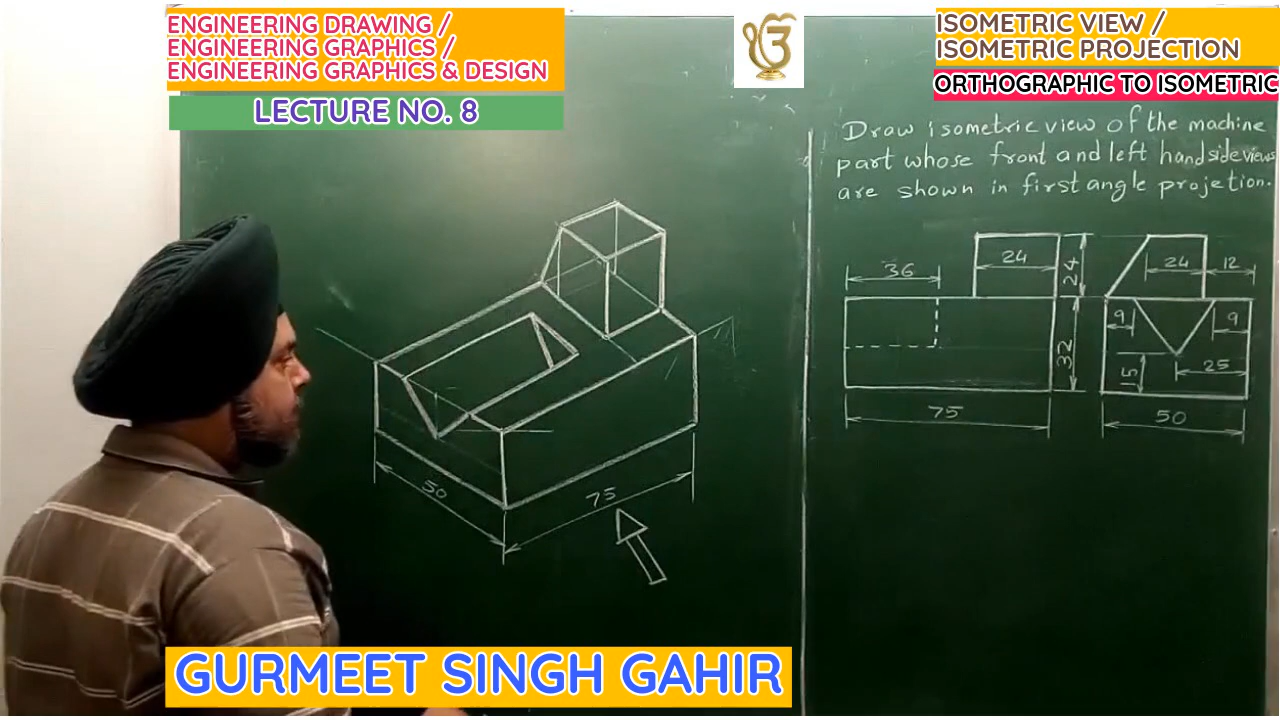 ENGINEERING DRAWING /
ENGINEERING GRAPHICS /
ENGINEERING GRAPHICS & DESIGN
LECTURE NO. 8
ੴ
ISOMETRIC VIEW /
ISOMETRIC PROJECTION
ORTHOGRAPHIC TO ISOMETRIC
Draw isometric view of the machine
part whose front and left handside views
are shown in first angle projetion.
36
24
24
24
12
32
9
9
15
25
75
50
50
75
GURMEET SINGH GAHIR